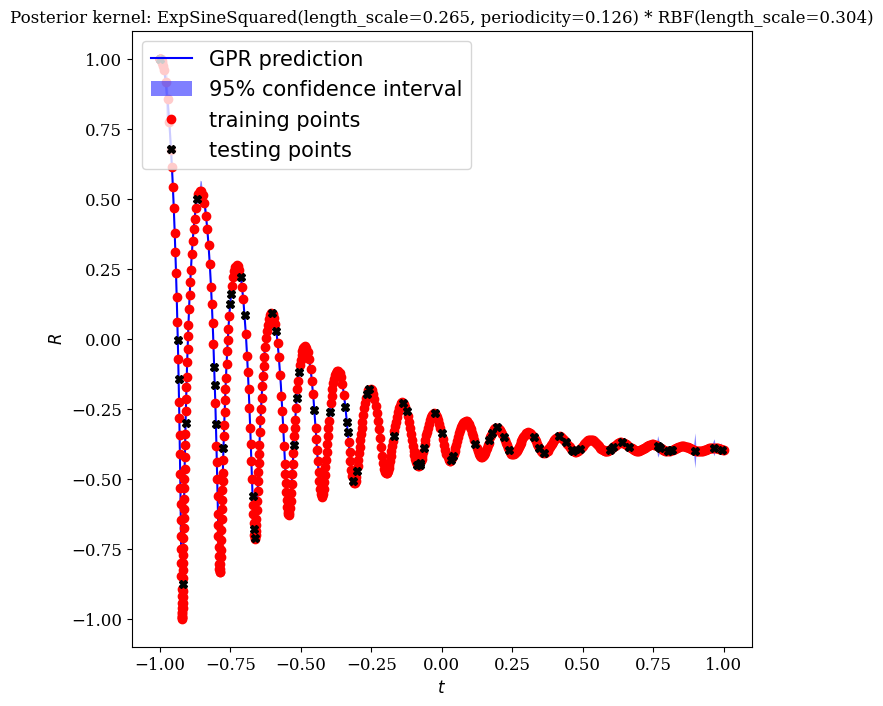 Posterior kernel: ExpSineSquared(length_scale=0.265, periodicity=0.126) * RBF(length_scale=0.304)
GPR prediction
95% confidence interval
training points
testing points
1.00
0.75
0.50
0.25
0.00
−0.25
−0.50
−0.75
−1.00
R
−1.00 −0.75 −0.50 −0.25 0.00 0.25 0.50 0.75 1.00
t